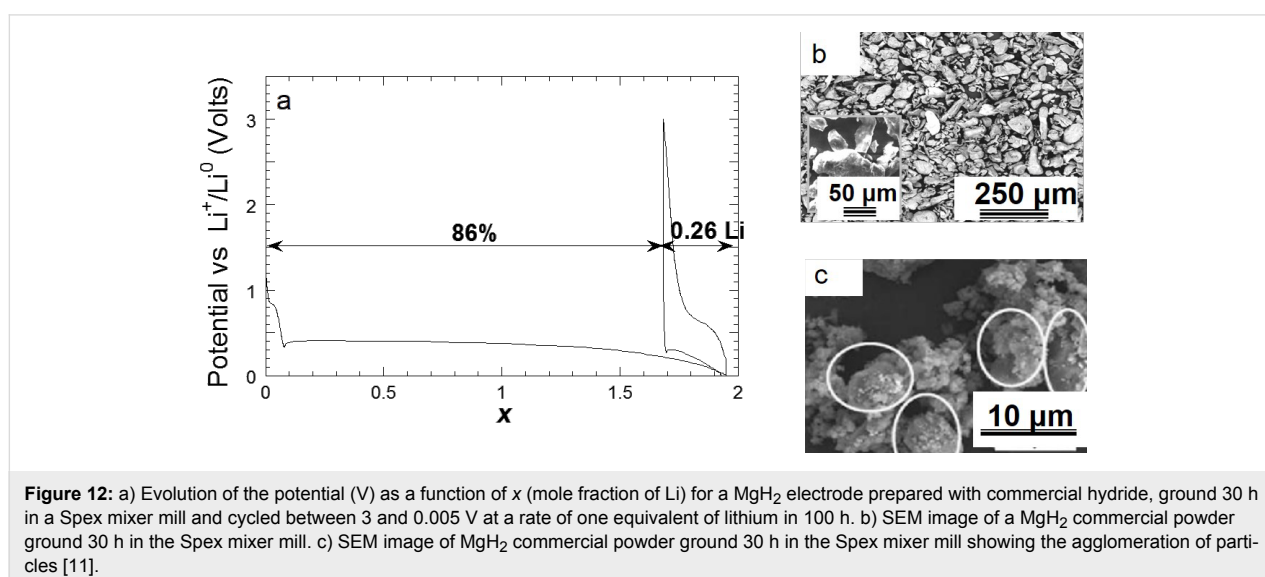 a
Potential vs Li⁺/Li⁰ (Volts)
3
2
1
0
86%
0.26 Li
0
0.5
1
1.5
2
x
b
50 µm
250 µm
c
10 µm
Figure 12: a) Evolution of the potential (V) as a function of x (mole fraction of Li) for a MgH₂ electrode prepared with commercial hydride, ground 30 h
in a Spex mixer mill and cycled between 3 and 0.005 V at a rate of one equivalent of lithium in 100 h. b) SEM image of a MgH₂ commercial powder
ground 30 h in the Spex mixer mill. c) SEM image of MgH₂ commercial powder ground 30 h in the Spex mixer mill showing the agglomeration of parti-
cles [11].